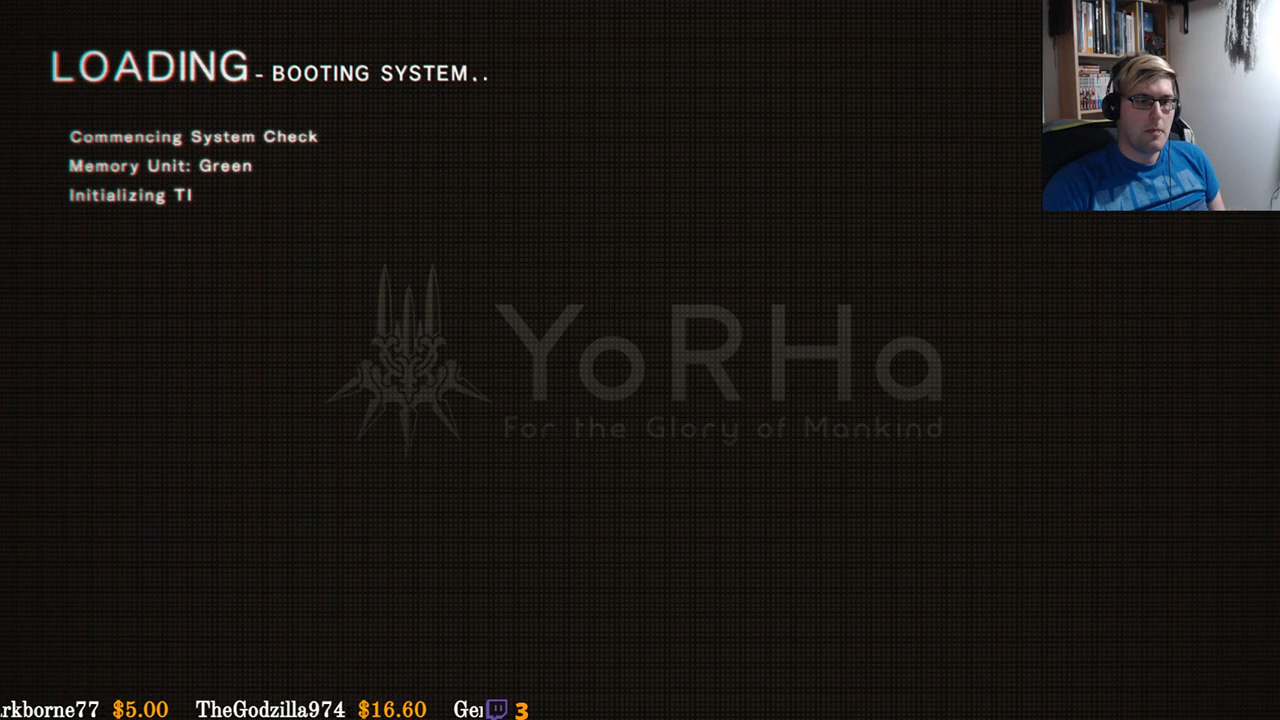 LOADING - BOOTING SYSTEM..
Commencing System Check
Memory Unit: Green
Initializing TI
YoRHa
For the Glory of Mankind
rkborne77 $5.00 TheGodzilla974 $16.60 Ge 3